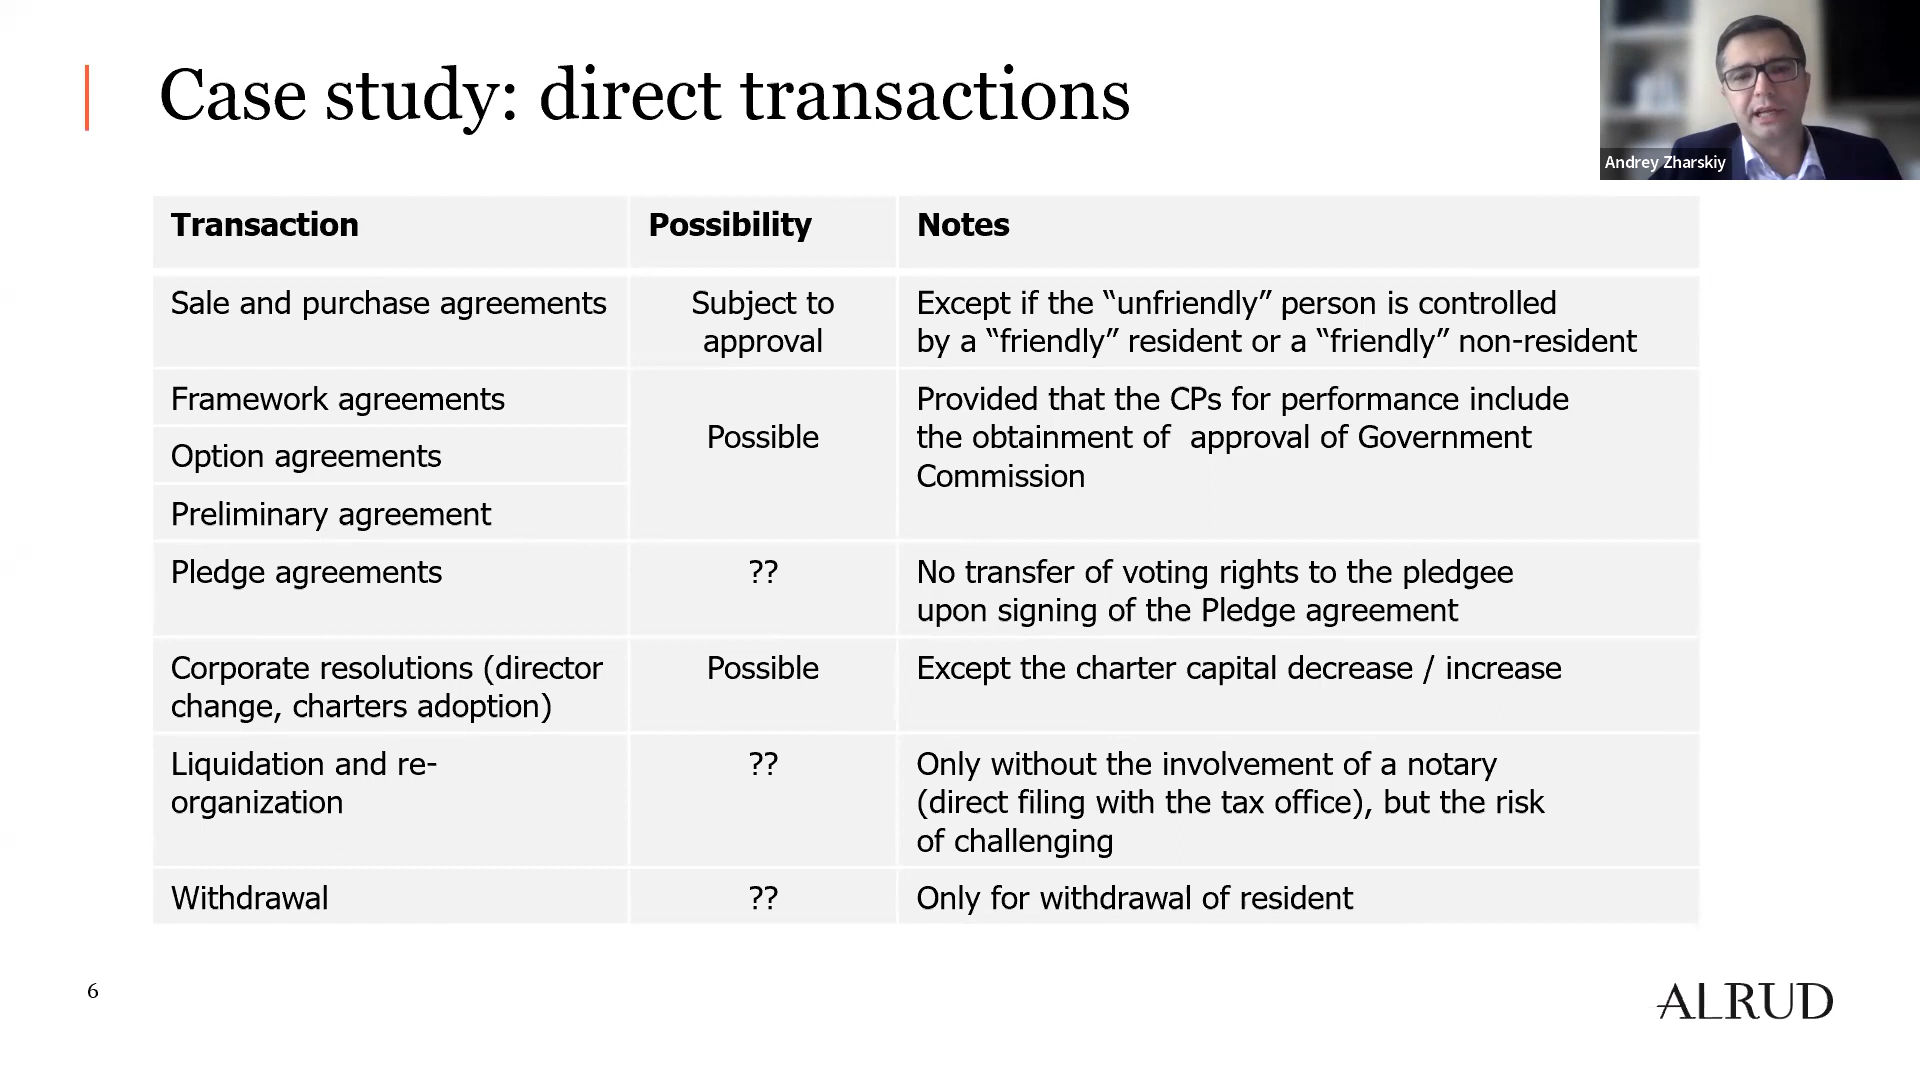 Case study: direct transactions
Andrey Zharskiy
Transaction
Possibility
Notes
Sale and purchase agreements
Subject to
approval
Except if the “unfriendly” person is controlled
by a “friendly” resident or a “friendly” non-resident
Framework agreements
Option agreements
Preliminary agreement
Possible
Provided that the CPs for performance include
the obtainment of  approval of Government
Commission
Pledge agreements
??
No transfer of voting rights to the pledgee
upon signing of the Pledge agreement
Corporate resolutions (director
change, charters adoption)
Possible
Except the charter capital decrease / increase
Liquidation and re-
organization
??
Only without the involvement of a notary
(direct filing with the tax office), but the risk
of challenging
Withdrawal
??
Only for withdrawal of resident
6
ALRUD